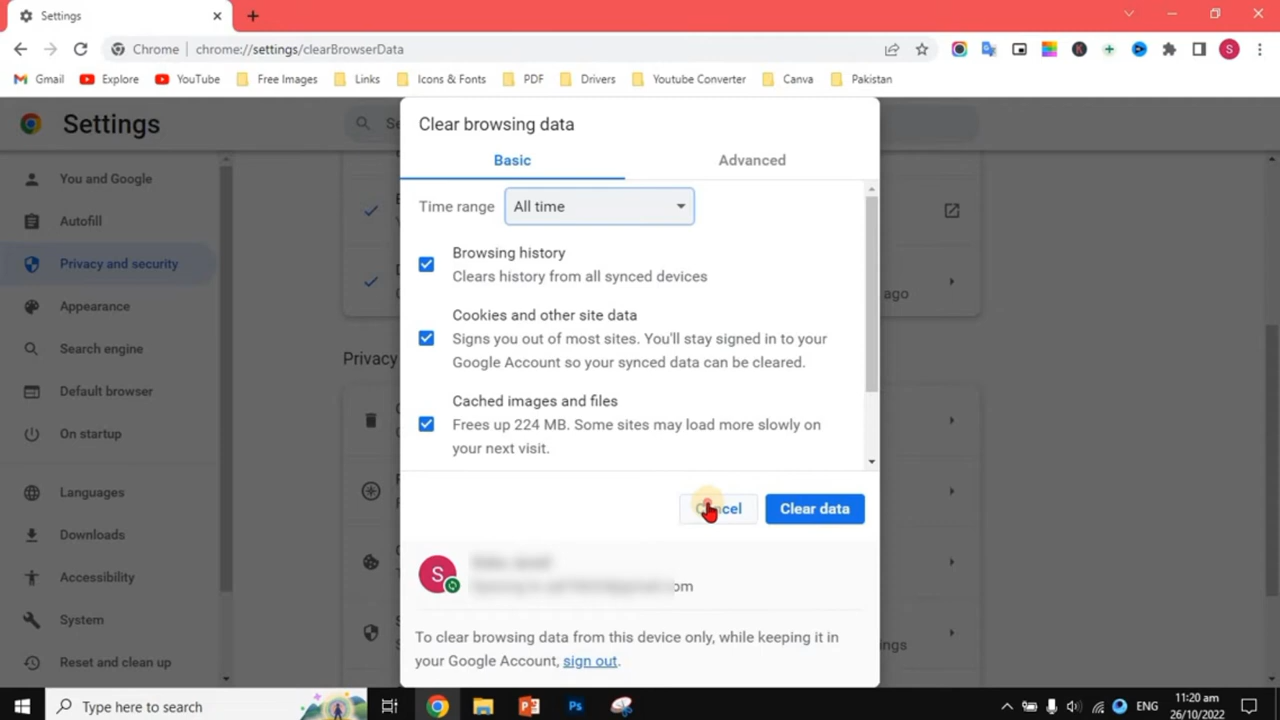 Settings
Chrome
chrome://settings/clearBrowserData
S
Gmail
Explore
YouTube
Free Images
Links
Icons & Fonts
PDF
Drivers
Youtube Converter
Canva
Pakistan
Settings
Se
You and Google
Autofill
Privacy and security
Appearance
Search engine
Default browser
On startup
Languages
Downloads
Accessibility
System
Reset and clean up
ago
Privacy
ngs
Clear browsing data
Basic
Advanced
Time range
All time
Browsing history
Clears history from all synced devices
Cookies and other site data
Signs you out of most sites. You'll stay signed in to your
Google Account so your synced data can be cleared.
Cached images and files
Frees up 224 MB. Some sites may load more slowly on
your next visit.
Cancel
Clear data
S
om
To clear browsing data from this device only, while keeping it in
your Google Account, sign out.
Type here to search
ENG
11:20 am
26/10/2022